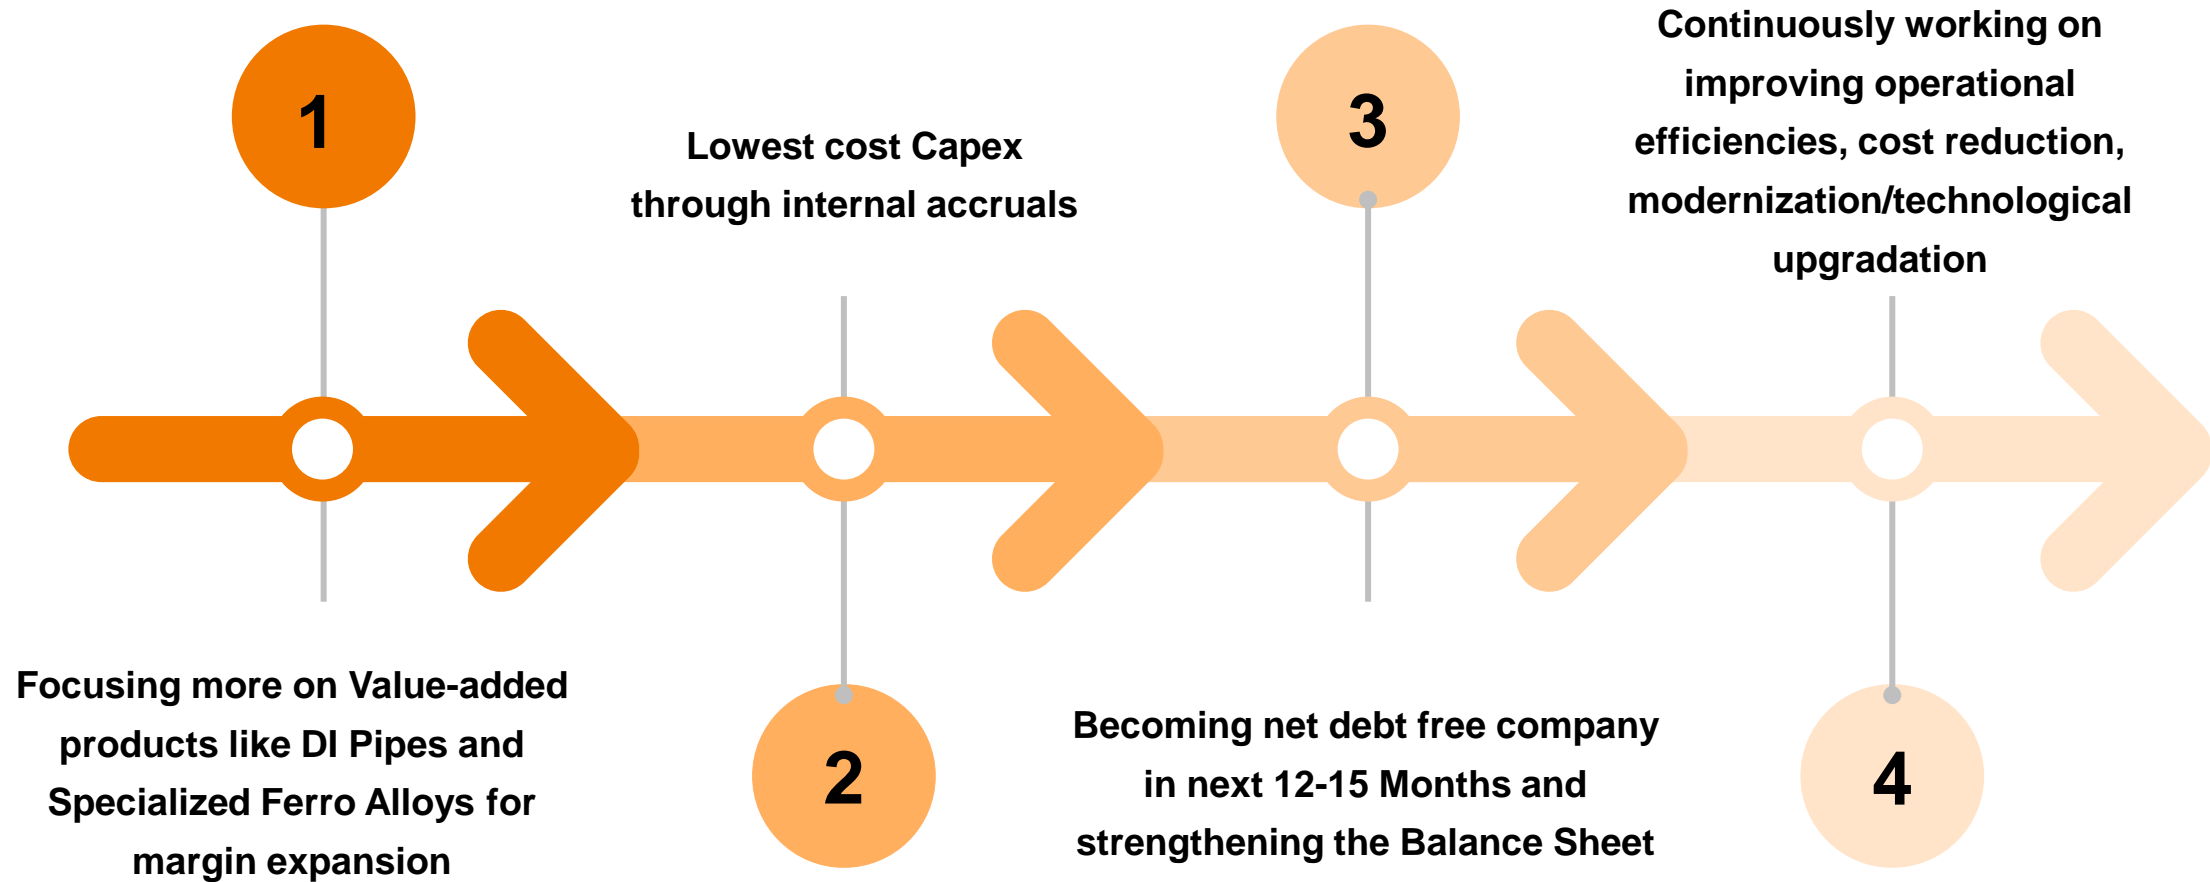 1
Focusing more on Value-added
products like DI Pipes and
Specialized Ferro Alloys for
margin expansion
Lowest cost Capex
through internal accruals
2
3
Becoming net debt free company
in next 12-15 Months and
strengthening the Balance Sheet
Continuously working on
improving operational
efficiencies, cost reduction,
modernization/technological
upgradation
4